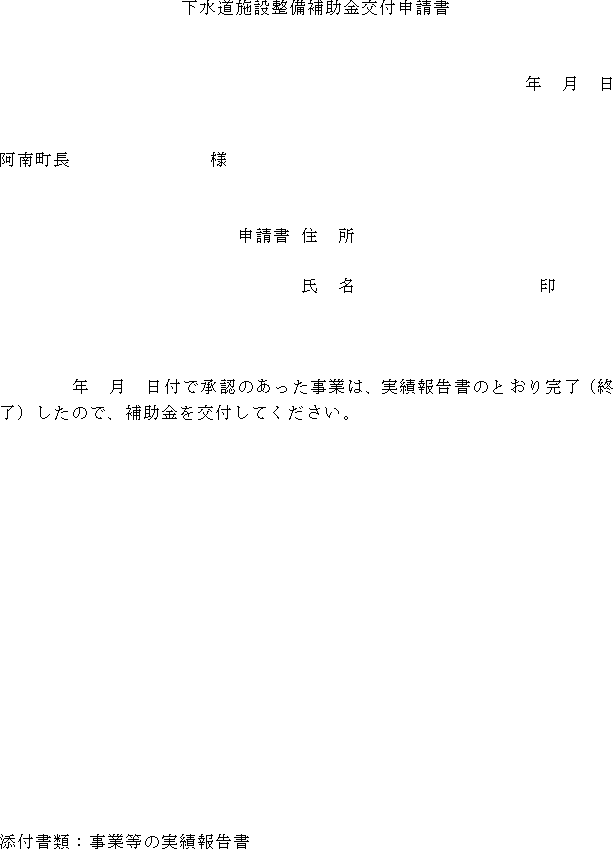 下水道施設整備補助金交付申請書
年　月　日
阿南町長　　　　　　　　様
申請書 住　所
氏　名　　　　　　　　　　印
年　月　日付で承認のあった事業は、実績報告書のとおり完了（終
了）したので、補助金を交付してください。
添付書類：事業等の実績報告書